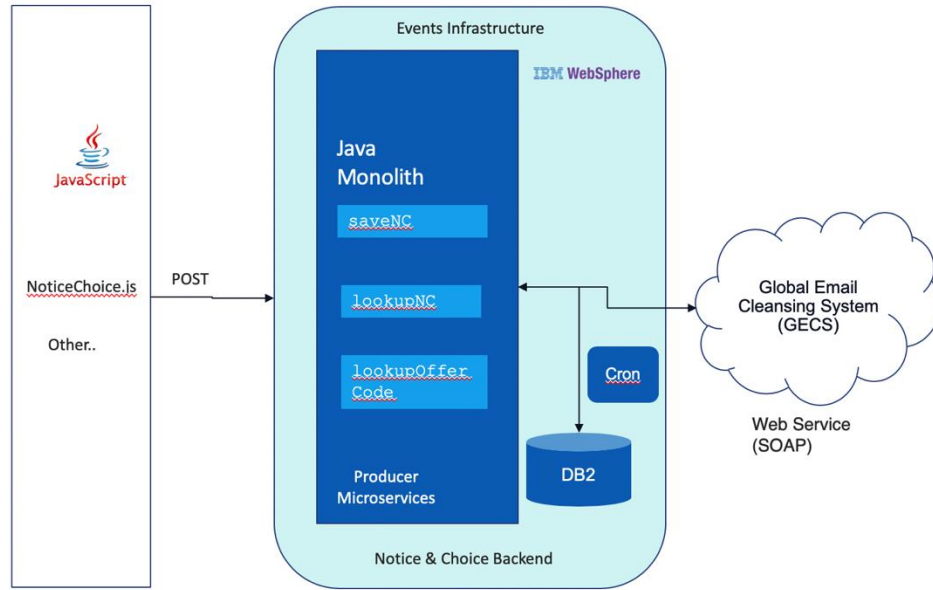 Events Infrastructure
IBM WebSphere
JavaScript
Java
Monolith
saveNC
NoticeChoice.js
POST
lookupNC
Other..
lookupOffer
Code
Cron
Global Email
Cleansing System
(GECS)
Web Service
(SOAP)
DB2
Producer
Microservices
Notice & Choice Backend